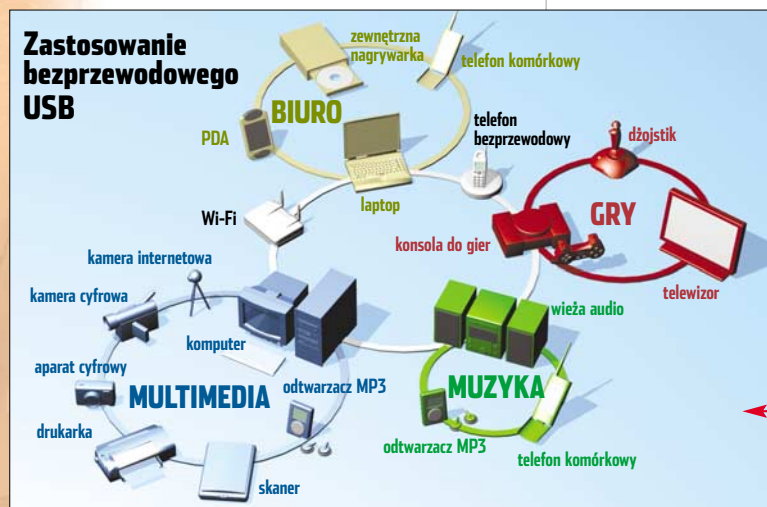 Zastosowanie
bezprzewodowego
USB
zewnętrzna
nagrywarka
telefon komórkowy
BIURO
PDA
telefon
bezprzewodowy
laptop
Wi-Fi
dżojstik
GRY
konsola do gier
telewizor
kamera internetowa
kamera cyfrowa
komputer
aparat cyfrowy
MULTIMEDIA
odtwarzacz MP3
drukarka
skaner
wieża audio
MUZYKA
odtwarzacz MP3
telefon komórkowy